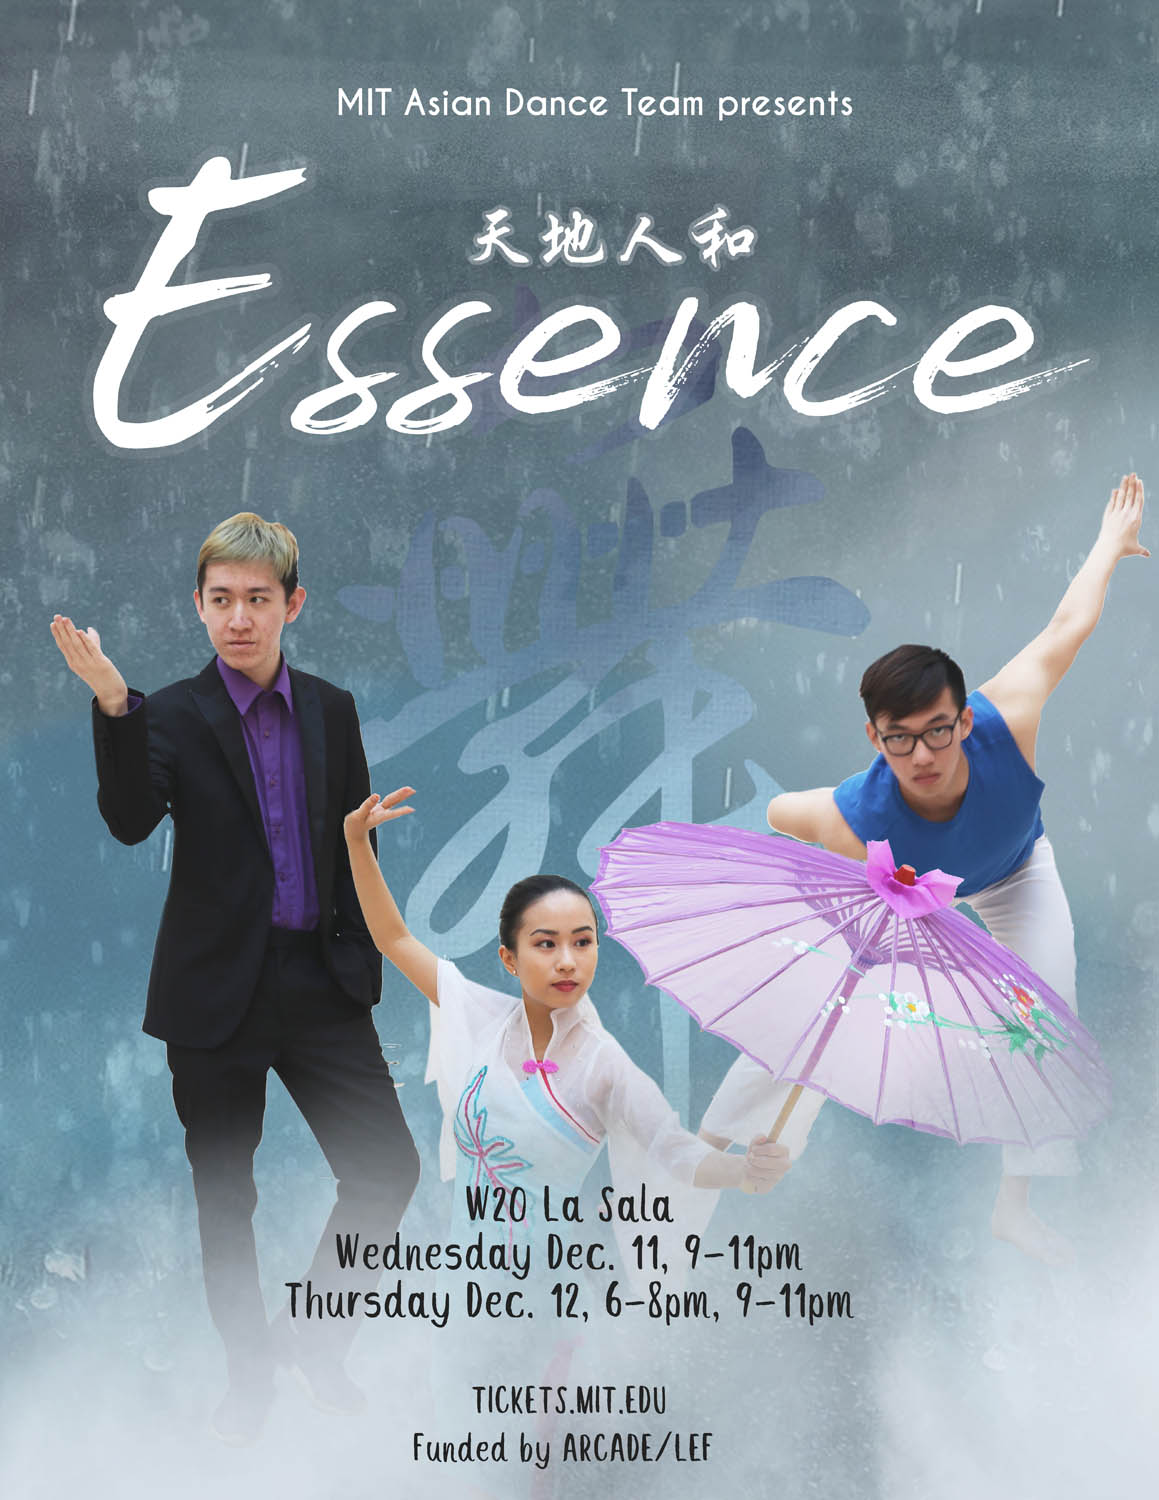 MIT Asian Dance Team presents
天地人和
Essence
舞
W20 La Sala
Wednesday Dec. 11, 9-11pm
Thursday Dec. 12, 6-8pm, 9-11pm
TICKETS.MIT.EDU
Funded by ARCADE/LEF